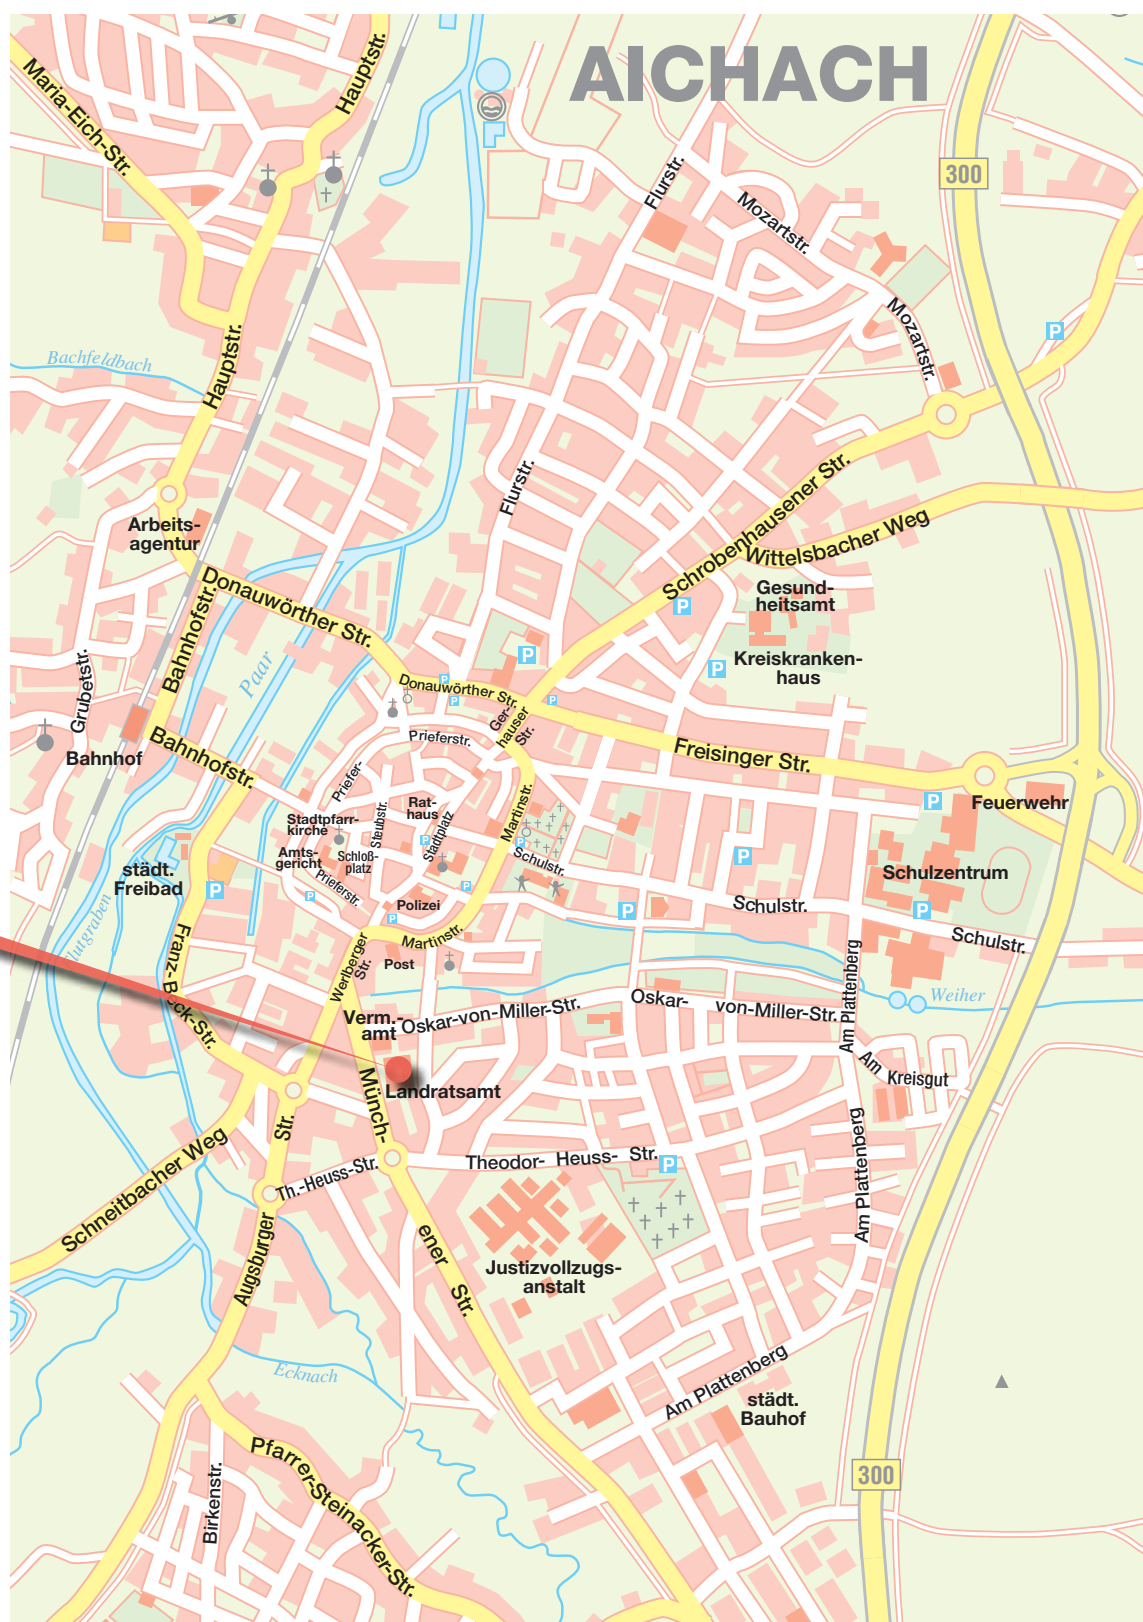 AICHACH
Maria-Eich-Str.
Hauptstr.
Flurstr.
300
Mozartstr.
P
Mozartstr.
Bachfeldbach
Hauptstr.
Flurstr.
Schrobenhausener Str.
Wittelsbacher Weg
Arbeits-
agentur
Donauwörther Str.
Gesund-
heitsamt
P
Bahnhofstr.
Paar
P
P
Kreiskranken-
haus
Grubetstr.
P
Donauwörther Str.
P
P
Ger-
hauser
Str.
Prieferstr.
Bahnhof
Bahnhofstr.
Freisinger Str.
Priefer-
Steubstr.
Rat-
haus
Stadtplatz
Martinstr.
P
Feuerwehr
Stadtpfarr-
kirche
P
P
Amts-
gericht
Schloß-
platz
Schulstr.
P
städt.
Freibad
P
Prieferstr.
P
P
P
Polizei
Schulzentrum
P
Schulstr.
P
Schulstr.
Flutgraben
Franz-Beck-Str.
Werlberger
Str.
Martinstr.
Post
Am Plattenberg
Weiher
Verm.-
amt
Oskar-von-Miller-Str.
Oskar-
von-Miller-Str.
Am
Kreisgut
Landratsamt
Münch-
Str.
Schneitbacher Weg
Th.-Heuss-Str.
Theodor-
Heuss-
Str.
P
Am Plattenberg
Augsburger
ener
Str.
Justizvollzugs-
anstalt
Ecknach
Am Plattenberg
städt.
Bauhof
Pfarrer-Steinacker-Str.
Birkenstr.
300